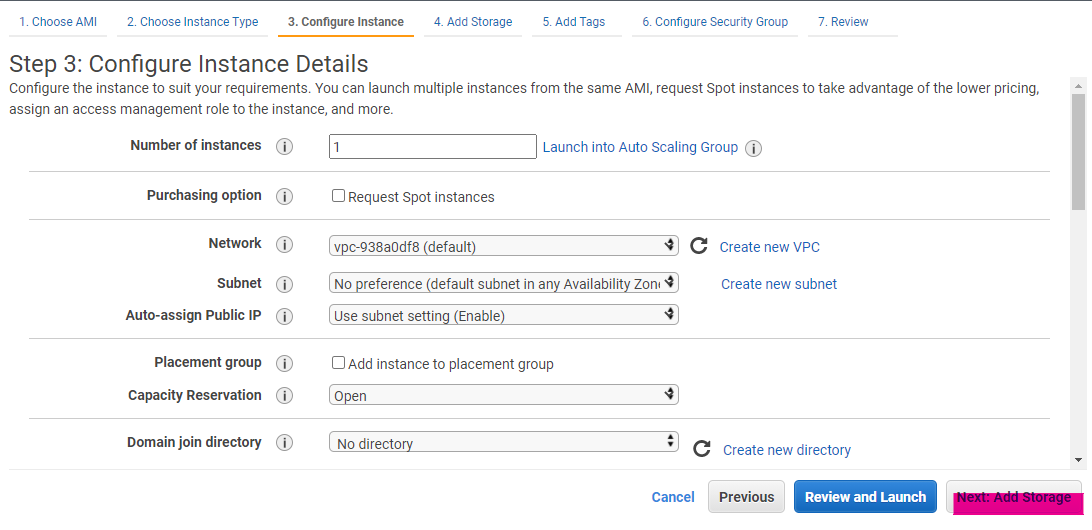 1. Choose AMI 2. Choose Instance Type 3. Configure Instance 4. Add Storage 5. Add Tags 6. Configure Security Group 7. Review
Step 3: Configure Instance Details
Configure the instance to suit your requirements. You can launch multiple instances from the same AMI, request Spot instances to take advantage of the lower pricing,
assign an access management role to the instance, and more.
Number of instances i 1 Launch into Auto Scaling Group i
Purchasing option i Request Spot instances
Network i vpc-938a0df8 (default) Create new VPC
Subnet i No preference (default subnet in any Availability Zone Create new subnet
Auto-assign Public IP i Use subnet setting (Enable)
Placement group i Add instance to placement group
Capacity Reservation i Open
Domain join directory i No directory Create new directory
Cancel Previous Review and Launch Next: Add Storage